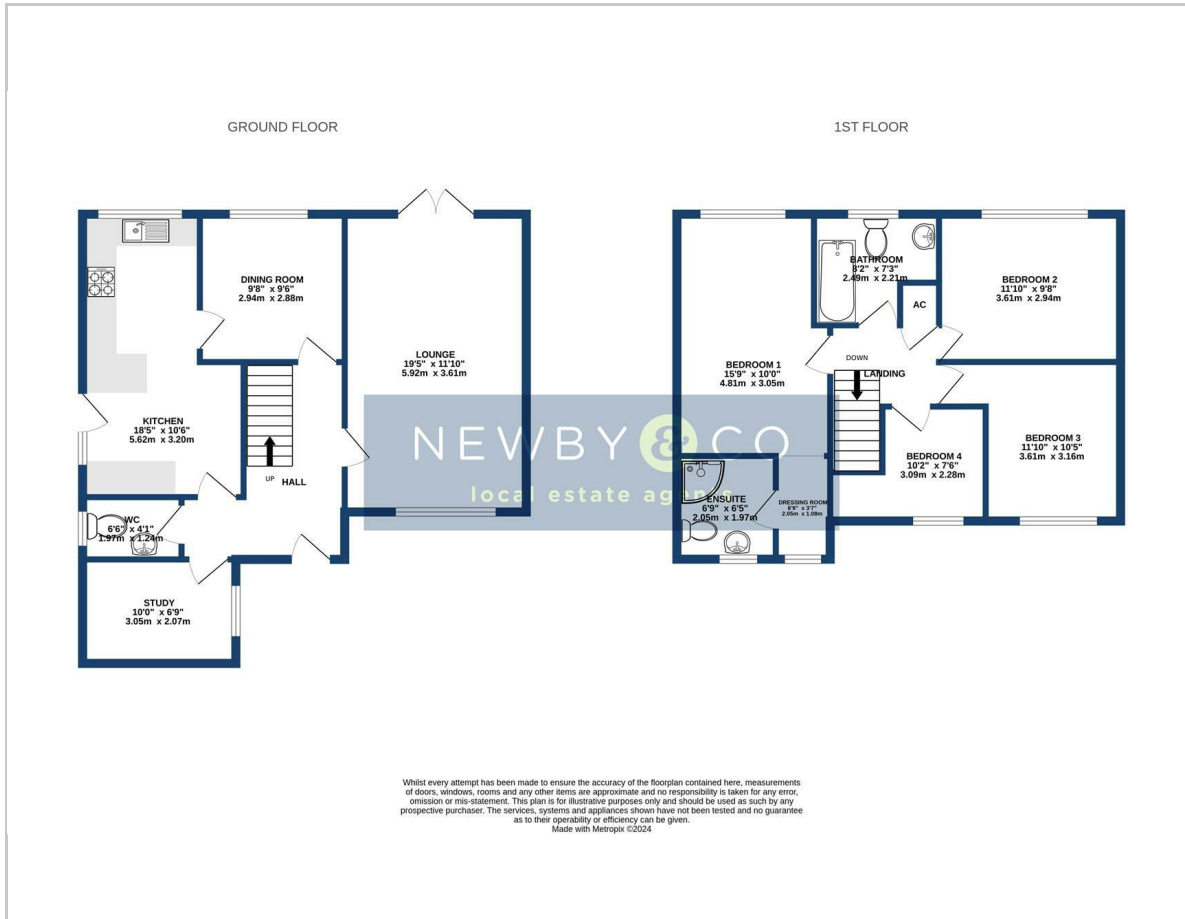 GROUND FLOOR
1ST FLOOR
DINING ROOM
9'8" x 9'6"
2.94m x 2.88m
LOUNGE
19'5" x 11'10"
5.92m x 3.61m
KITCHEN
18'5" x 10'6"
5.62m x 3.20m
UP
HALL
WC
6'6" x 4'1"
1.97m x 1.24m
STUDY
10'0" x 6'9"
3.05m x 2.07m
BATHROOM
8'2" x 7'3"
2.49m x 2.21m
AC
BEDROOM 2
11'10" x 9'8"
3.61m x 2.94m
BEDROOM 1
15'9" x 10'0"
4.81m x 3.05m
DOWN
LANDING
BEDROOM 3
11'10" x 10'5"
3.61m x 3.16m
BEDROOM 4
10'2" x 7'6"
3.09m x 2.28m
ENSUITE
6'9" x 6'5"
2.05m x 1.97m
DRESSING ROOM
6'9" x 3'7"
2.05m x 1.08m
NEWBY & CO
local estate agents
Whilst every attempt has been made to ensure the accuracy of the floorplan contained here, measurements
of doors, windows, rooms and any other items are approximate and no responsibility is taken for any error,
omission or mis-statement. This plan is for illustrative purposes only and should be used as such by any
prospective purchaser. The services, systems and appliances shown have not been tested and no guarantee
as to their operability or efficiency can be given.
Made with Metropix ©2024